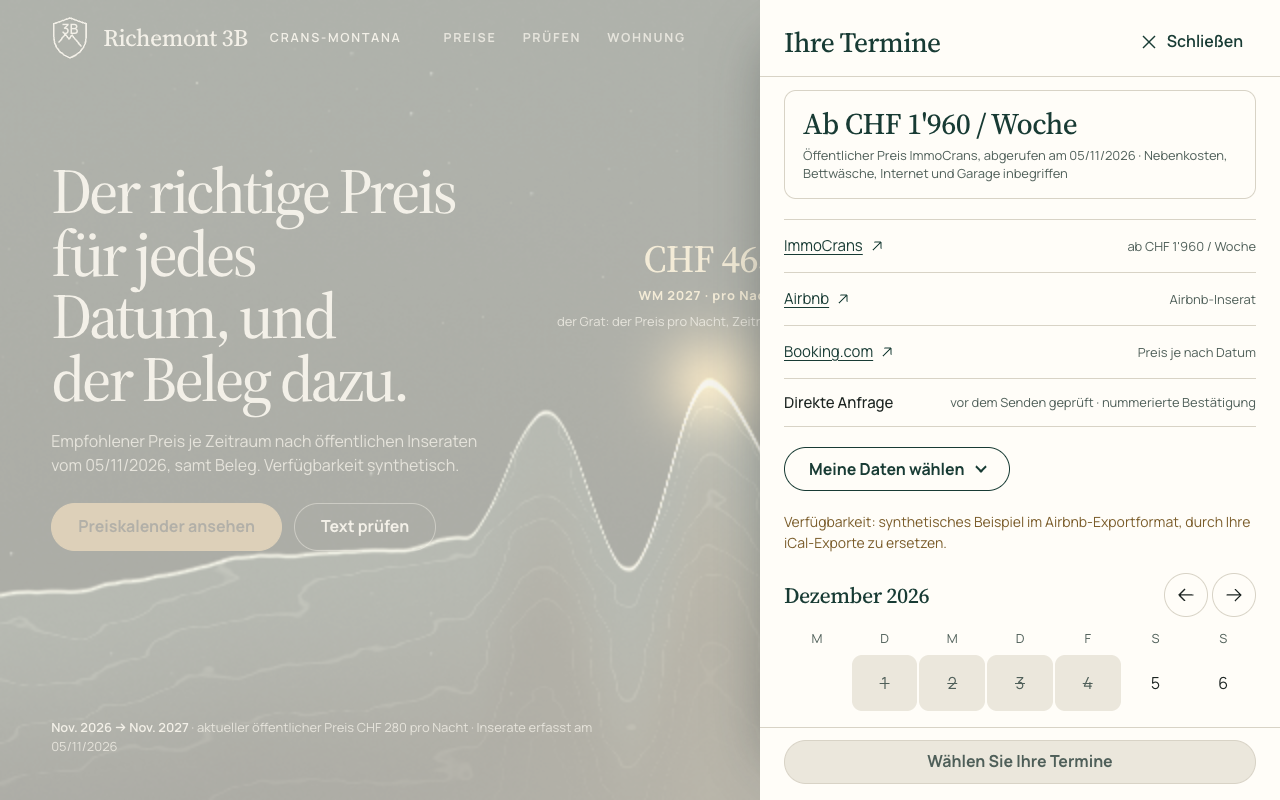 3B
Richemont 3B
CRANS-MONTANA
PREISE
PRÜFEN
WOHNUNG
Der richtige Preis
für jedes
Datum, und
der Beleg dazu.
Empfohlener Preis je Zeitraum nach öffentlichen Inseraten
vom 05/11/2026, samt Beleg. Verfügbarkeit synthetisch.
Preiskalender ansehen
Text prüfen
CHF 46
WM 2027 · pro Nac
der Grat: der Preis pro Nacht, Zeitr
Nov. 2026 → Nov. 2027 · aktueller öffentlicher Preis CHF 280 pro Nacht · Inserate erfasst am
05/11/2026
Ihre Termine
Schließen
Ab CHF 1'960 / Woche
Öffentlicher Preis ImmoCrans, abgerufen am 05/11/2026 · Nebenkosten,
Bettwäsche, Internet und Garage inbegriffen
ImmoCrans ↗ ab CHF 1'960 / Woche
Airbnb ↗ Airbnb-Inserat
Booking.com ↗ Preis je nach Datum
Direkte Anfrage vor dem Senden geprüft · nummerierte Bestätigung
Meine Daten wählen
Verfügbarkeit: synthetisches Beispiel im Airbnb-Exportformat, durch Ihre
iCal-Exporte zu ersetzen.
Dezember 2026
← →
M D M D F S S
1 2 3 4 5 6
Wählen Sie Ihre Termine